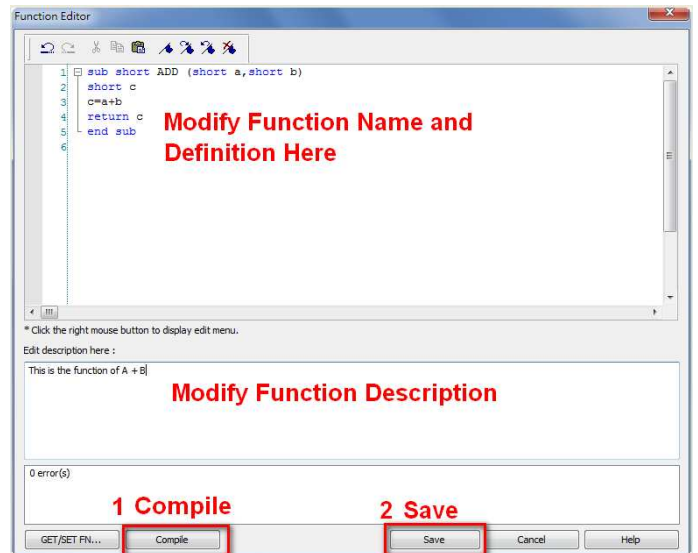 Function Editor
1 sub short ADD (short a,short b)
2 short c
3 c=a+b
4 return c
5 end sub
6
Modify Function Name and
Definition Here
* Click the right mouse button to display edit menu.
Edit description here :
This is the function of A + B
Modify Function Description
0 error(s)
1 Compile
2 Save
GET/SET FN... Compile Save Cancel Help